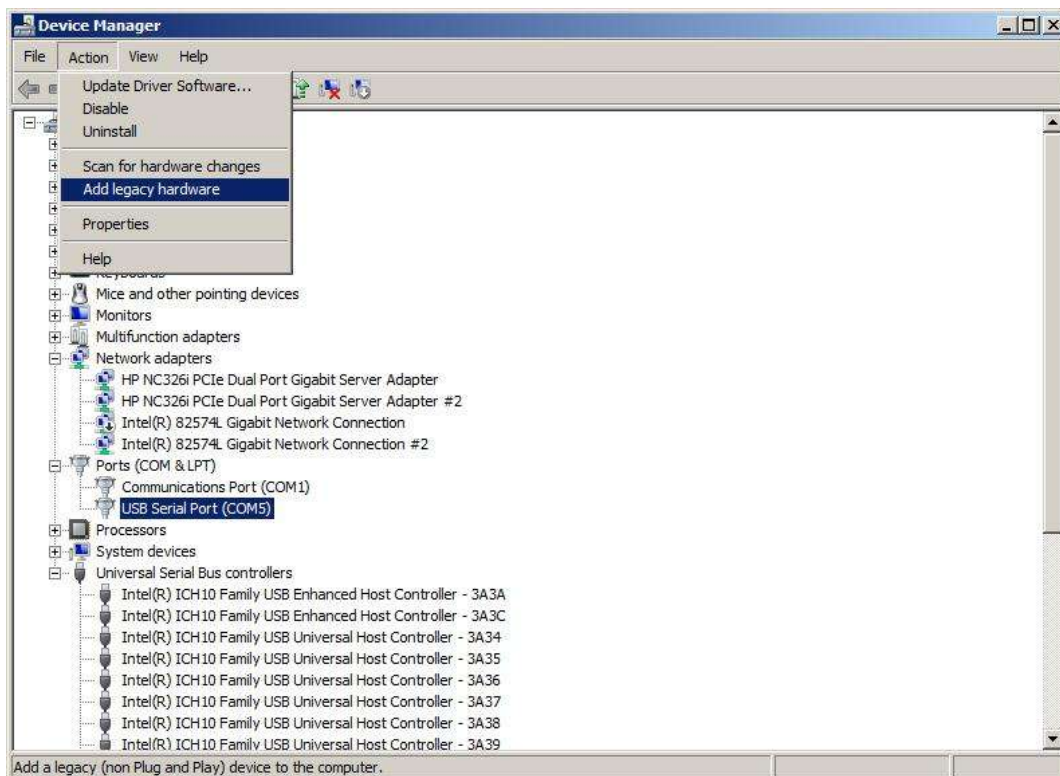 Device Manager
File Action View Help
Update Driver Software...
Disable
Uninstall
Scan for hardware changes
Add legacy hardware
Properties
Help
Keyboards
Mice and other pointing devices
Monitors
Multifunction adapters
Network adapters
HP NC326i PCIe Dual Port Gigabit Server Adapter
HP NC326i PCIe Dual Port Gigabit Server Adapter #2
Intel(R) 82574L Gigabit Network Connection
Intel(R) 82574L Gigabit Network Connection #2
Ports (COM & LPT)
Communications Port (COM1)
USB Serial Port (COM5)
Processors
System devices
Universal Serial Bus controllers
Intel(R) ICH10 Family USB Enhanced Host Controller - 3A3A
Intel(R) ICH10 Family USB Enhanced Host Controller - 3A3C
Intel(R) ICH10 Family USB Universal Host Controller - 3A34
Intel(R) ICH10 Family USB Universal Host Controller - 3A35
Intel(R) ICH10 Family USB Universal Host Controller - 3A36
Intel(R) ICH10 Family USB Universal Host Controller - 3A37
Intel(R) ICH10 Family USB Universal Host Controller - 3A38
Intel(R) ICH10 Family USB Universal Host Controller - 3A39
Add a legacy (non Plug and Play) device to the computer.